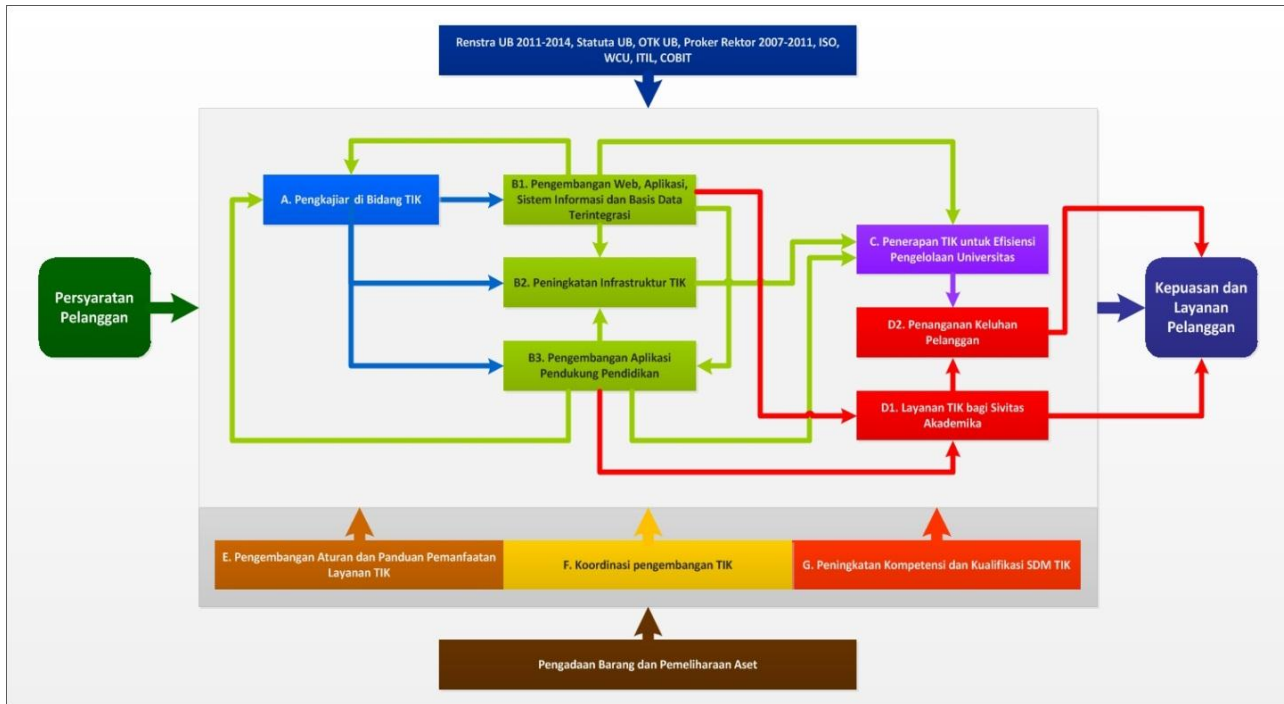 Renstra UB 2011-2014, Statuta UB, OTK UB, Proker Rektor 2007-2011, ISO,
WCU, ITIL, COBIT
A. Pengkajiar di Bidang TIK
B1. Pengembangan Web, Aplikasi,
Sistem Informasi dan Basis Data
Terintegrasi
C. Penerapan TIK untuk Efisiensi
Pengelolaan Universitas
Persyaratan
Pelanggan
B2. Peningkatan Infrastruktur TIK
Kepuasan dan
Layanan
Pelanggan
D2. Penanganan Keluhan
Pelanggan
B3. Pengembangan Aplikasi
Pendukung Pendidikan
D1. Layanan TIK bagi Sivitas
Akademika
E. Pengembangan Aturan dan Panduan Pemanfaatan
Layanan TIK
F. Koordinasi pengembangan TIK
G. Peningkatan Kompetensi dan Kualifikasi SDM TIK
Pengadaan Barang dan Pemeliharaan Aset